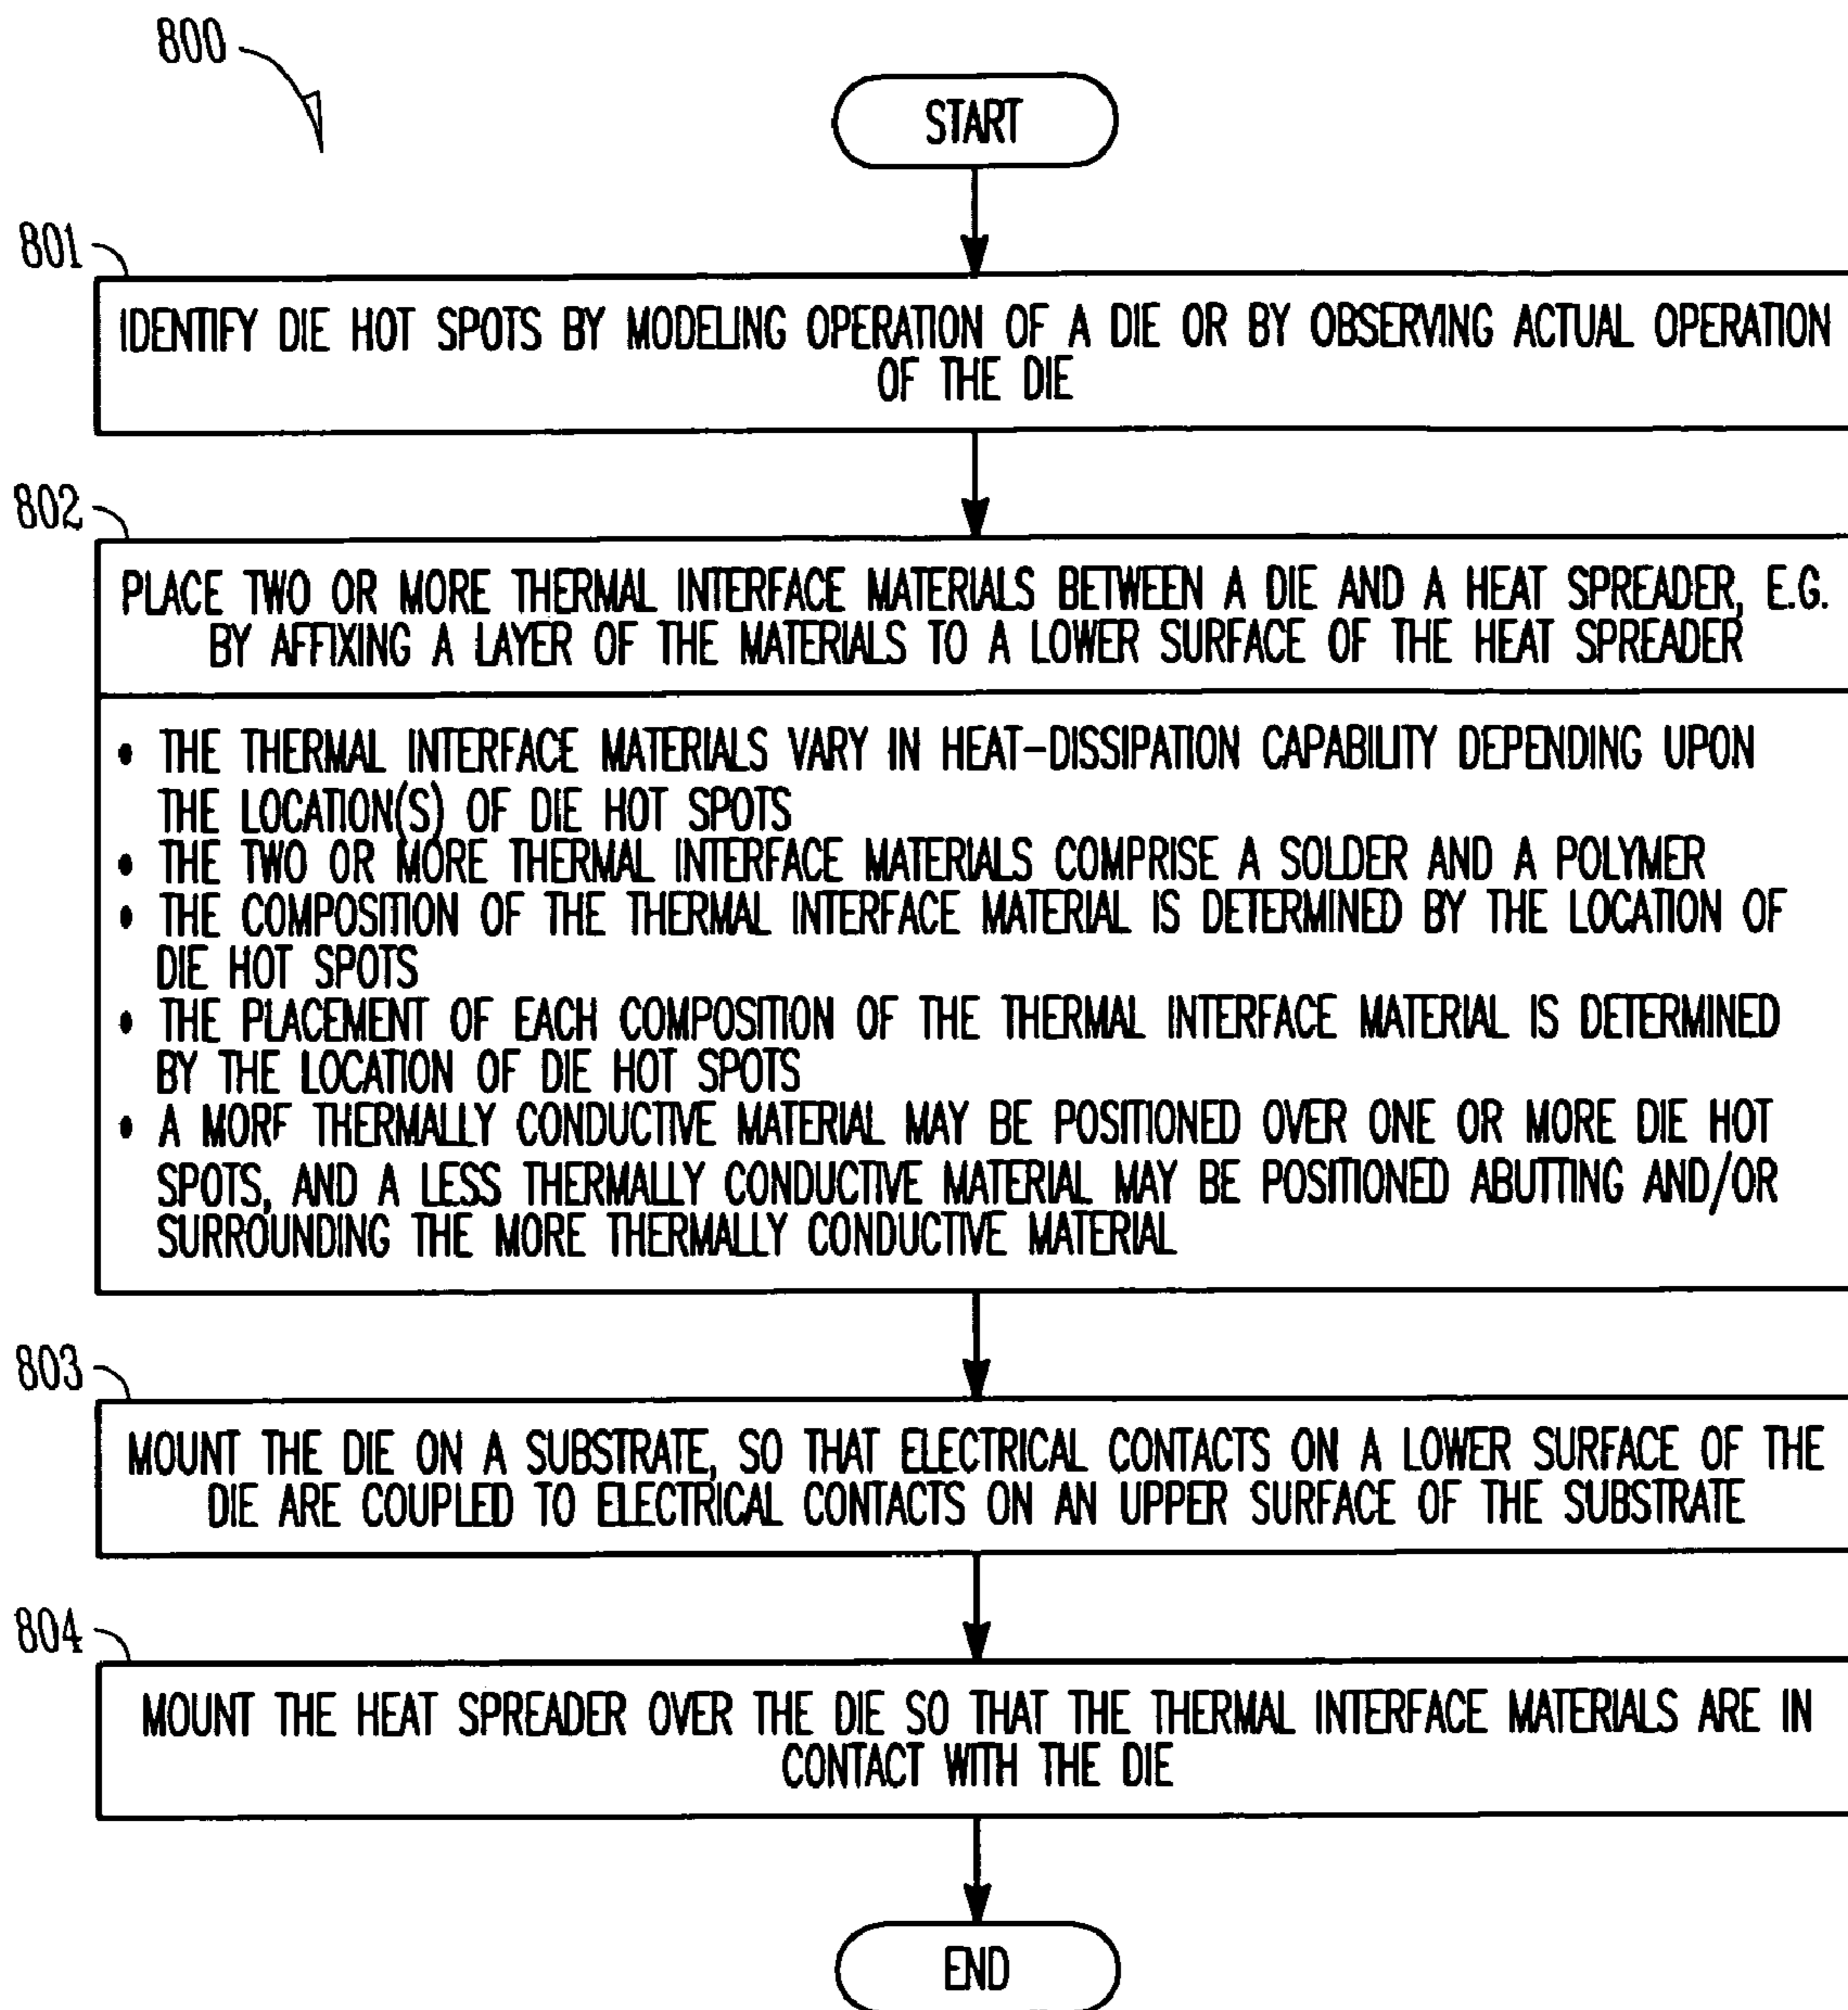 800
START
801
IDENTIFY DIE HOT SPOTS BY MODELING OPERATION OF A DIE OR BY OBSERVING ACTUAL OPERATION
OF THE DIE
802
PLACE TWO OR MORE THERMAL INTERFACE MATERIALS BETWEEN A DIE AND A HEAT SPREADER, E.G.
BY AFFIXING A LAYER OF THE MATERIALS TO A LOWER SURFACE OF THE HEAT SPREADER
• THE THERMAL INTERFACE MATERIALS VARY IN HEAT-DISSIPATION CAPABILITY DEPENDING UPON
THE LOCATION(S) OF DIE HOT SPOTS
• THE TWO OR MORE THERMAL INTERFACE MATERIALS COMPRISE A SOLDER AND A POLYMER
• THE COMPOSITION OF THE THERMAL INTERFACE MATERIAL IS DETERMINED BY THE LOCATION OF
DIE HOT SPOTS
• THE PLACEMENT OF EACH COMPOSITION OF THE THERMAL INTERFACE MATERIAL IS DETERMINED
BY THE LOCATION OF DIE HOT SPOTS
• A MORE THERMALLY CONDUCTIVE MATERIAL MAY BE POSITIONED OVER ONE OR MORE DIE HOT
SPOTS, AND A LESS THERMALLY CONDUCTIVE MATERIAL MAY BE POSITIONED ABUTTING AND/OR
SURROUNDING THE MORE THERMALLY CONDUCTIVE MATERIAL
803
MOUNT THE DIE ON A SUBSTRATE, SO THAT ELECTRICAL CONTACTS ON A LOWER SURFACE OF THE
DIE ARE COUPLED TO ELECTRICAL CONTACTS ON AN UPPER SURFACE OF THE SUBSTRATE
804
MOUNT THE HEAT SPREADER OVER THE DIE SO THAT THE THERMAL INTERFACE MATERIALS ARE IN
CONTACT WITH THE DIE
END